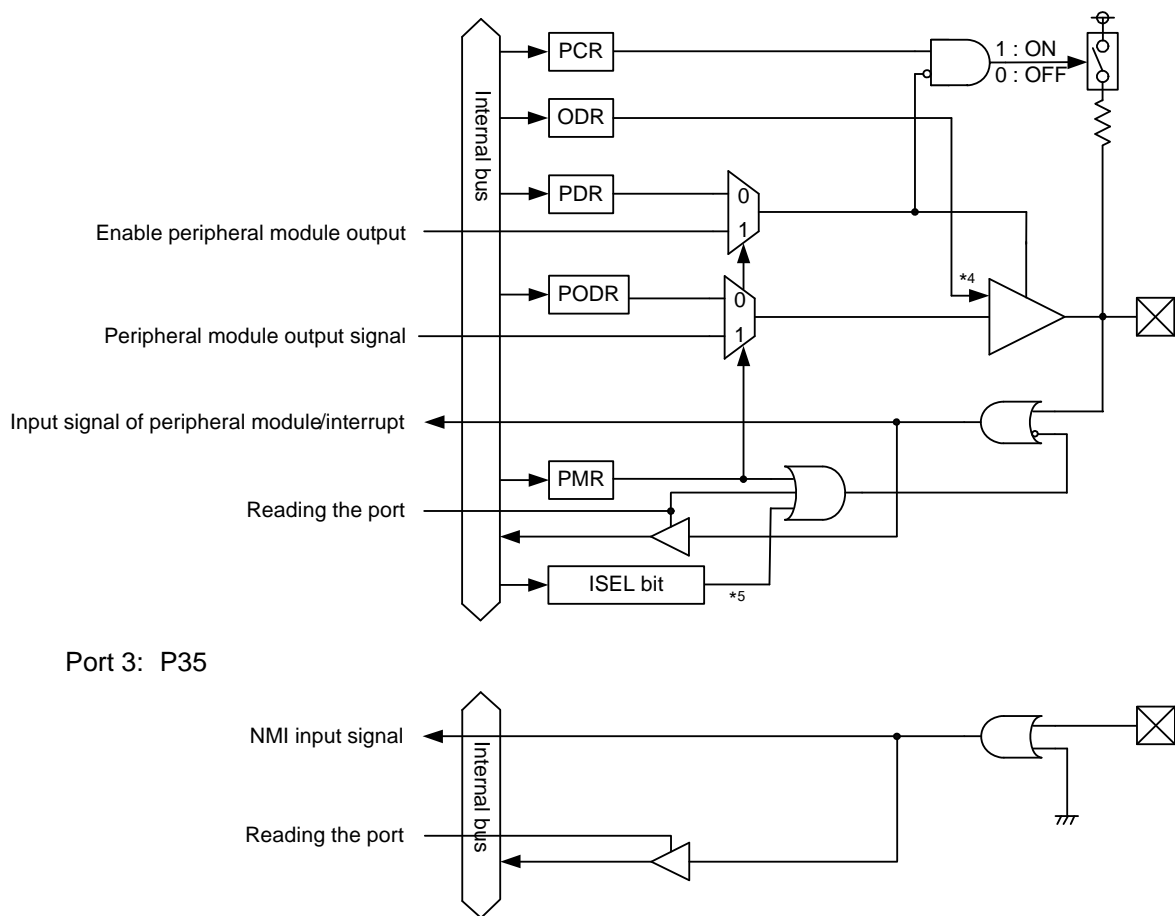 PCR
1 : ON
0 : OFF
Internal bus
ODR
PDR
0
1
Enable peripheral module output
*4
PODR
0
1
Peripheral module output signal
Input signal of peripheral module/interrupt
PMR
Reading the port
ISEL bit
*5
Port 3: P35
NMI input signal
Internal bus
Reading the port